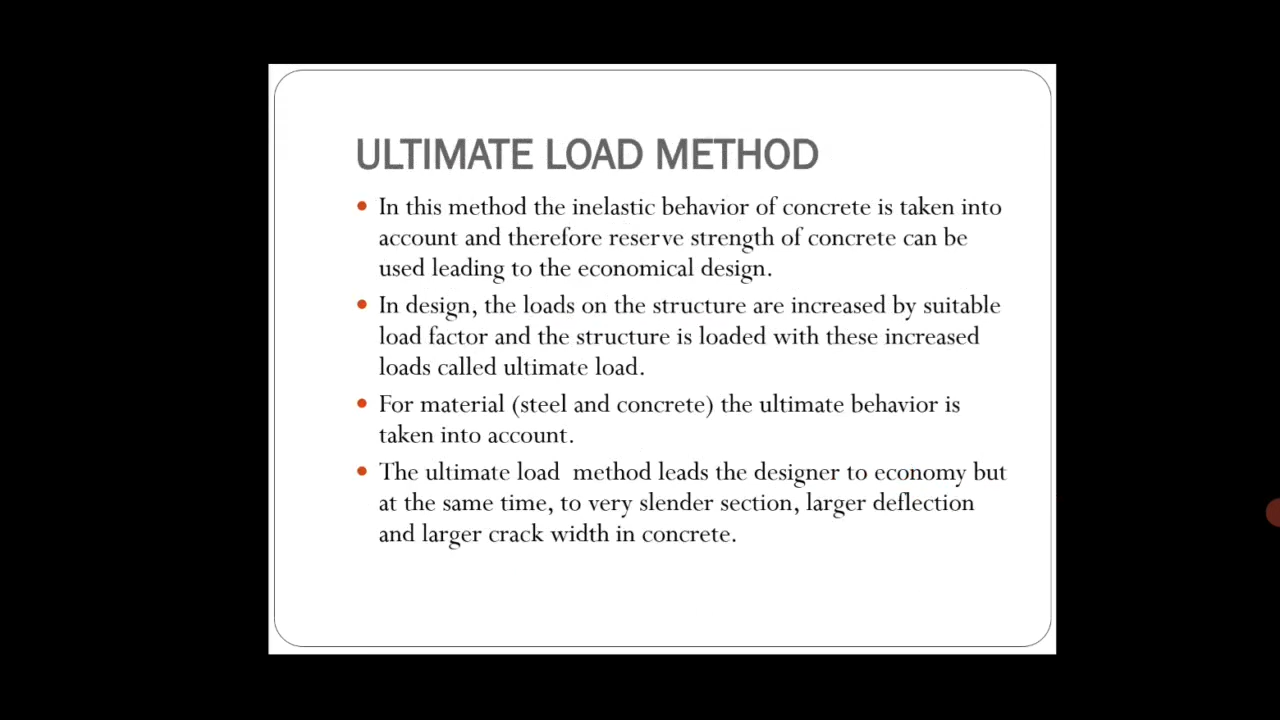 ULTIMATE LOAD METHOD
• In this method the inelastic behavior of concrete is taken into
account and therefore reserve strength of concrete can be
used leading to the economical design.
• In design, the loads on the structure are increased by suitable
load factor and the structure is loaded with these increased
loads called ultimate load.
• For material (steel and concrete) the ultimate behavior is
taken into account.
• The ultimate load  method leads the designer to economy but
at the same time, to very slender section, larger deflection
and larger crack width in concrete.